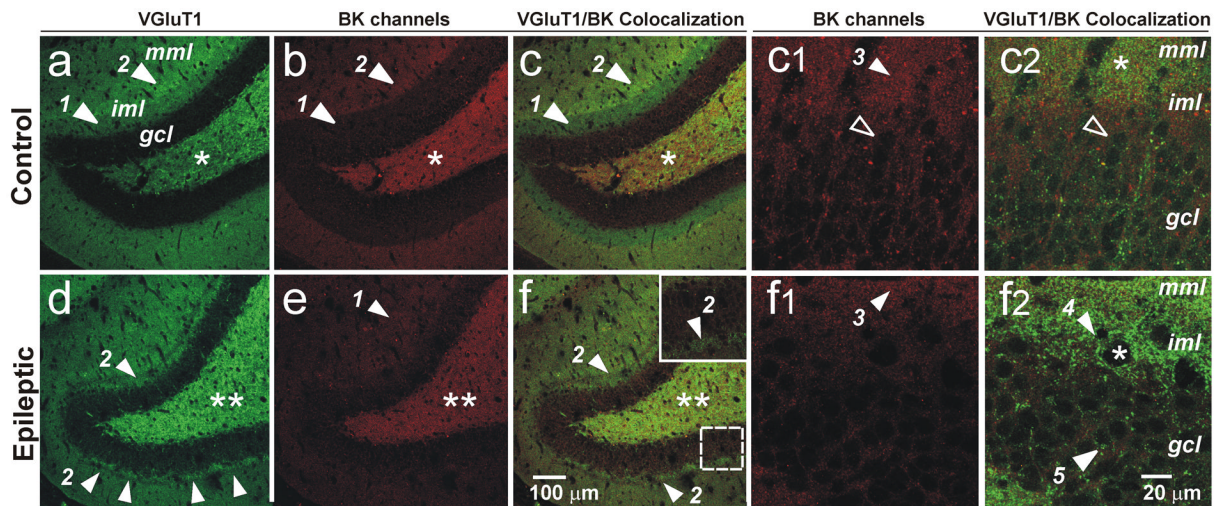 VGluT1 BK channels VGluT1/BK Colocalization BK channels VGluT1/BK Colocalization
Control
a 2 mml 1 iml gcl *
b 2 1 *
c 2 1 *
c1 3
c2 * mml iml gcl
Epileptic
d 2 ** 2
e 1 **
f 2 2 ** 2 100 μm
f1 3
f2 mml 4 iml * gcl 5 20 μm